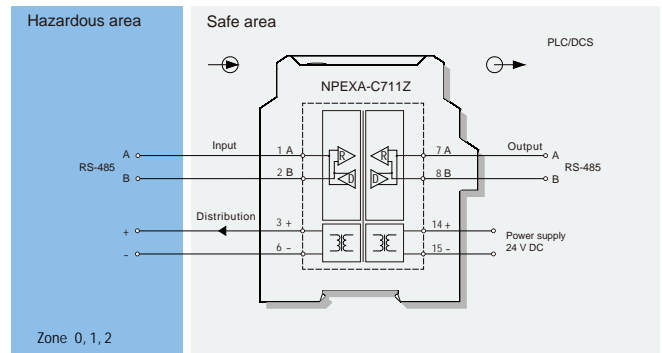 Hazardous area
Safe area
PLC/DCS
NPEXA-C711Z
Input
1 A
R
R
7 A
Output
A
A
RS-485
RS-485
B
2 B
D
D
8 B
B
Distribution
+
3 +
14 +
Power supply
24 V DC
–
6 –
15 –
Zone 0, 1, 2